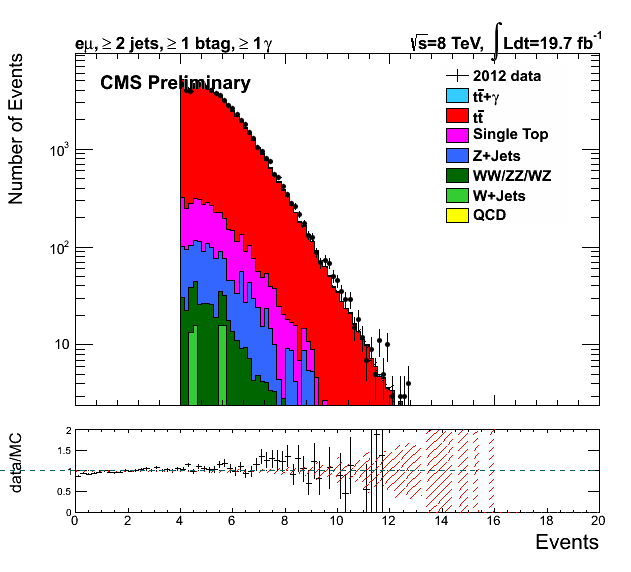 eμ, ≥ 2 jets, ≥ 1 btag, ≥ 1 γ
√s=8 TeV, ∫ Ldt=19.7 fb⁻¹
CMS Preliminary
2012 data
tt̄+γ
tt̄
Single Top
Z+Jets
WW/ZZ/WZ
W+Jets
QCD
Number of Events
10³
10²
10
data/MC
2
1.5
1
0.5
0
0 2 4 6 8 10 12 14 16 18 20
Events